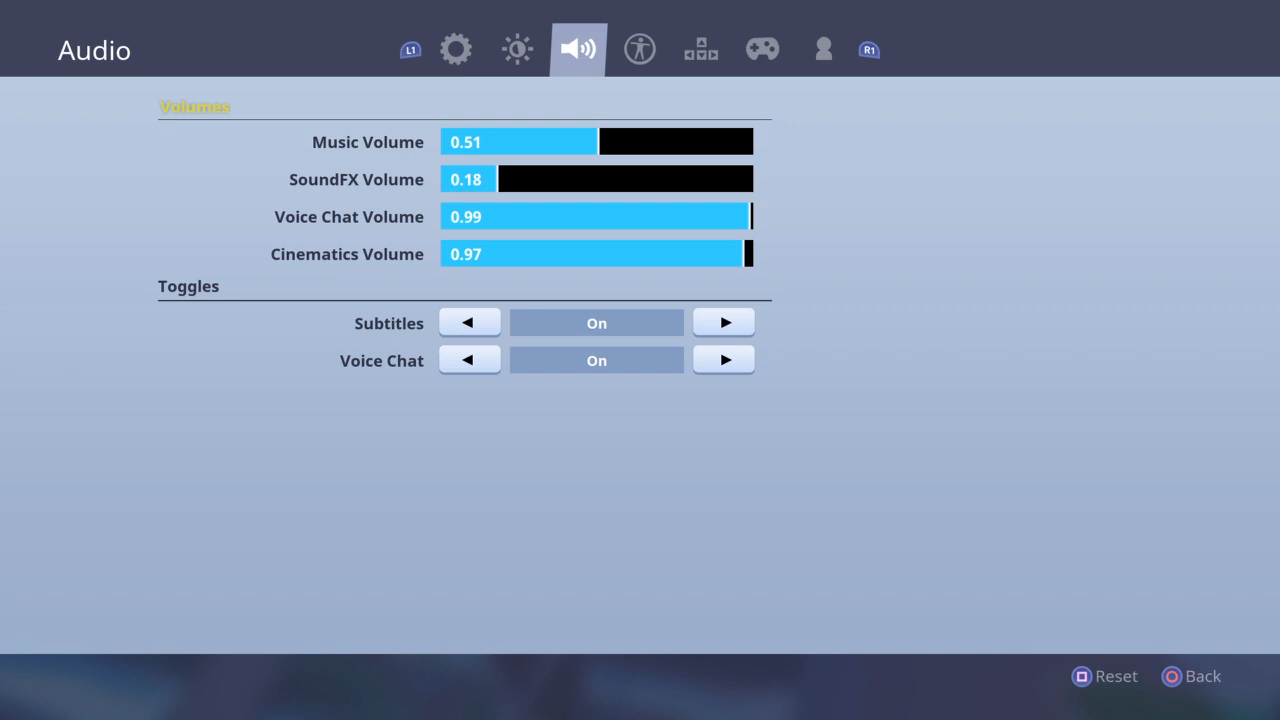 Audio
L1
R1
Volumes
Music Volume 0.51
SoundFX Volume 0.18
Voice Chat Volume 0.99
Cinematics Volume 0.97
Toggles
Subtitles On
Voice Chat On
Reset Back